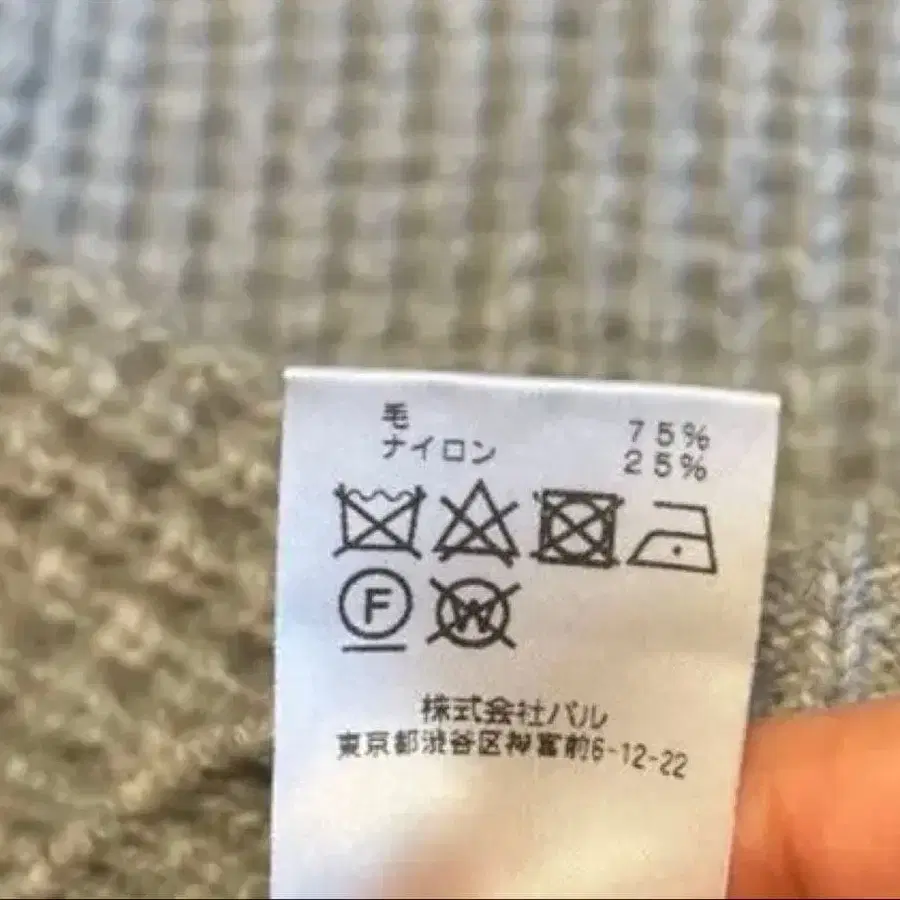 毛 75%
ナイロン 25%
F W
株式会社パル
東京都渋谷区神宮前6-12-22